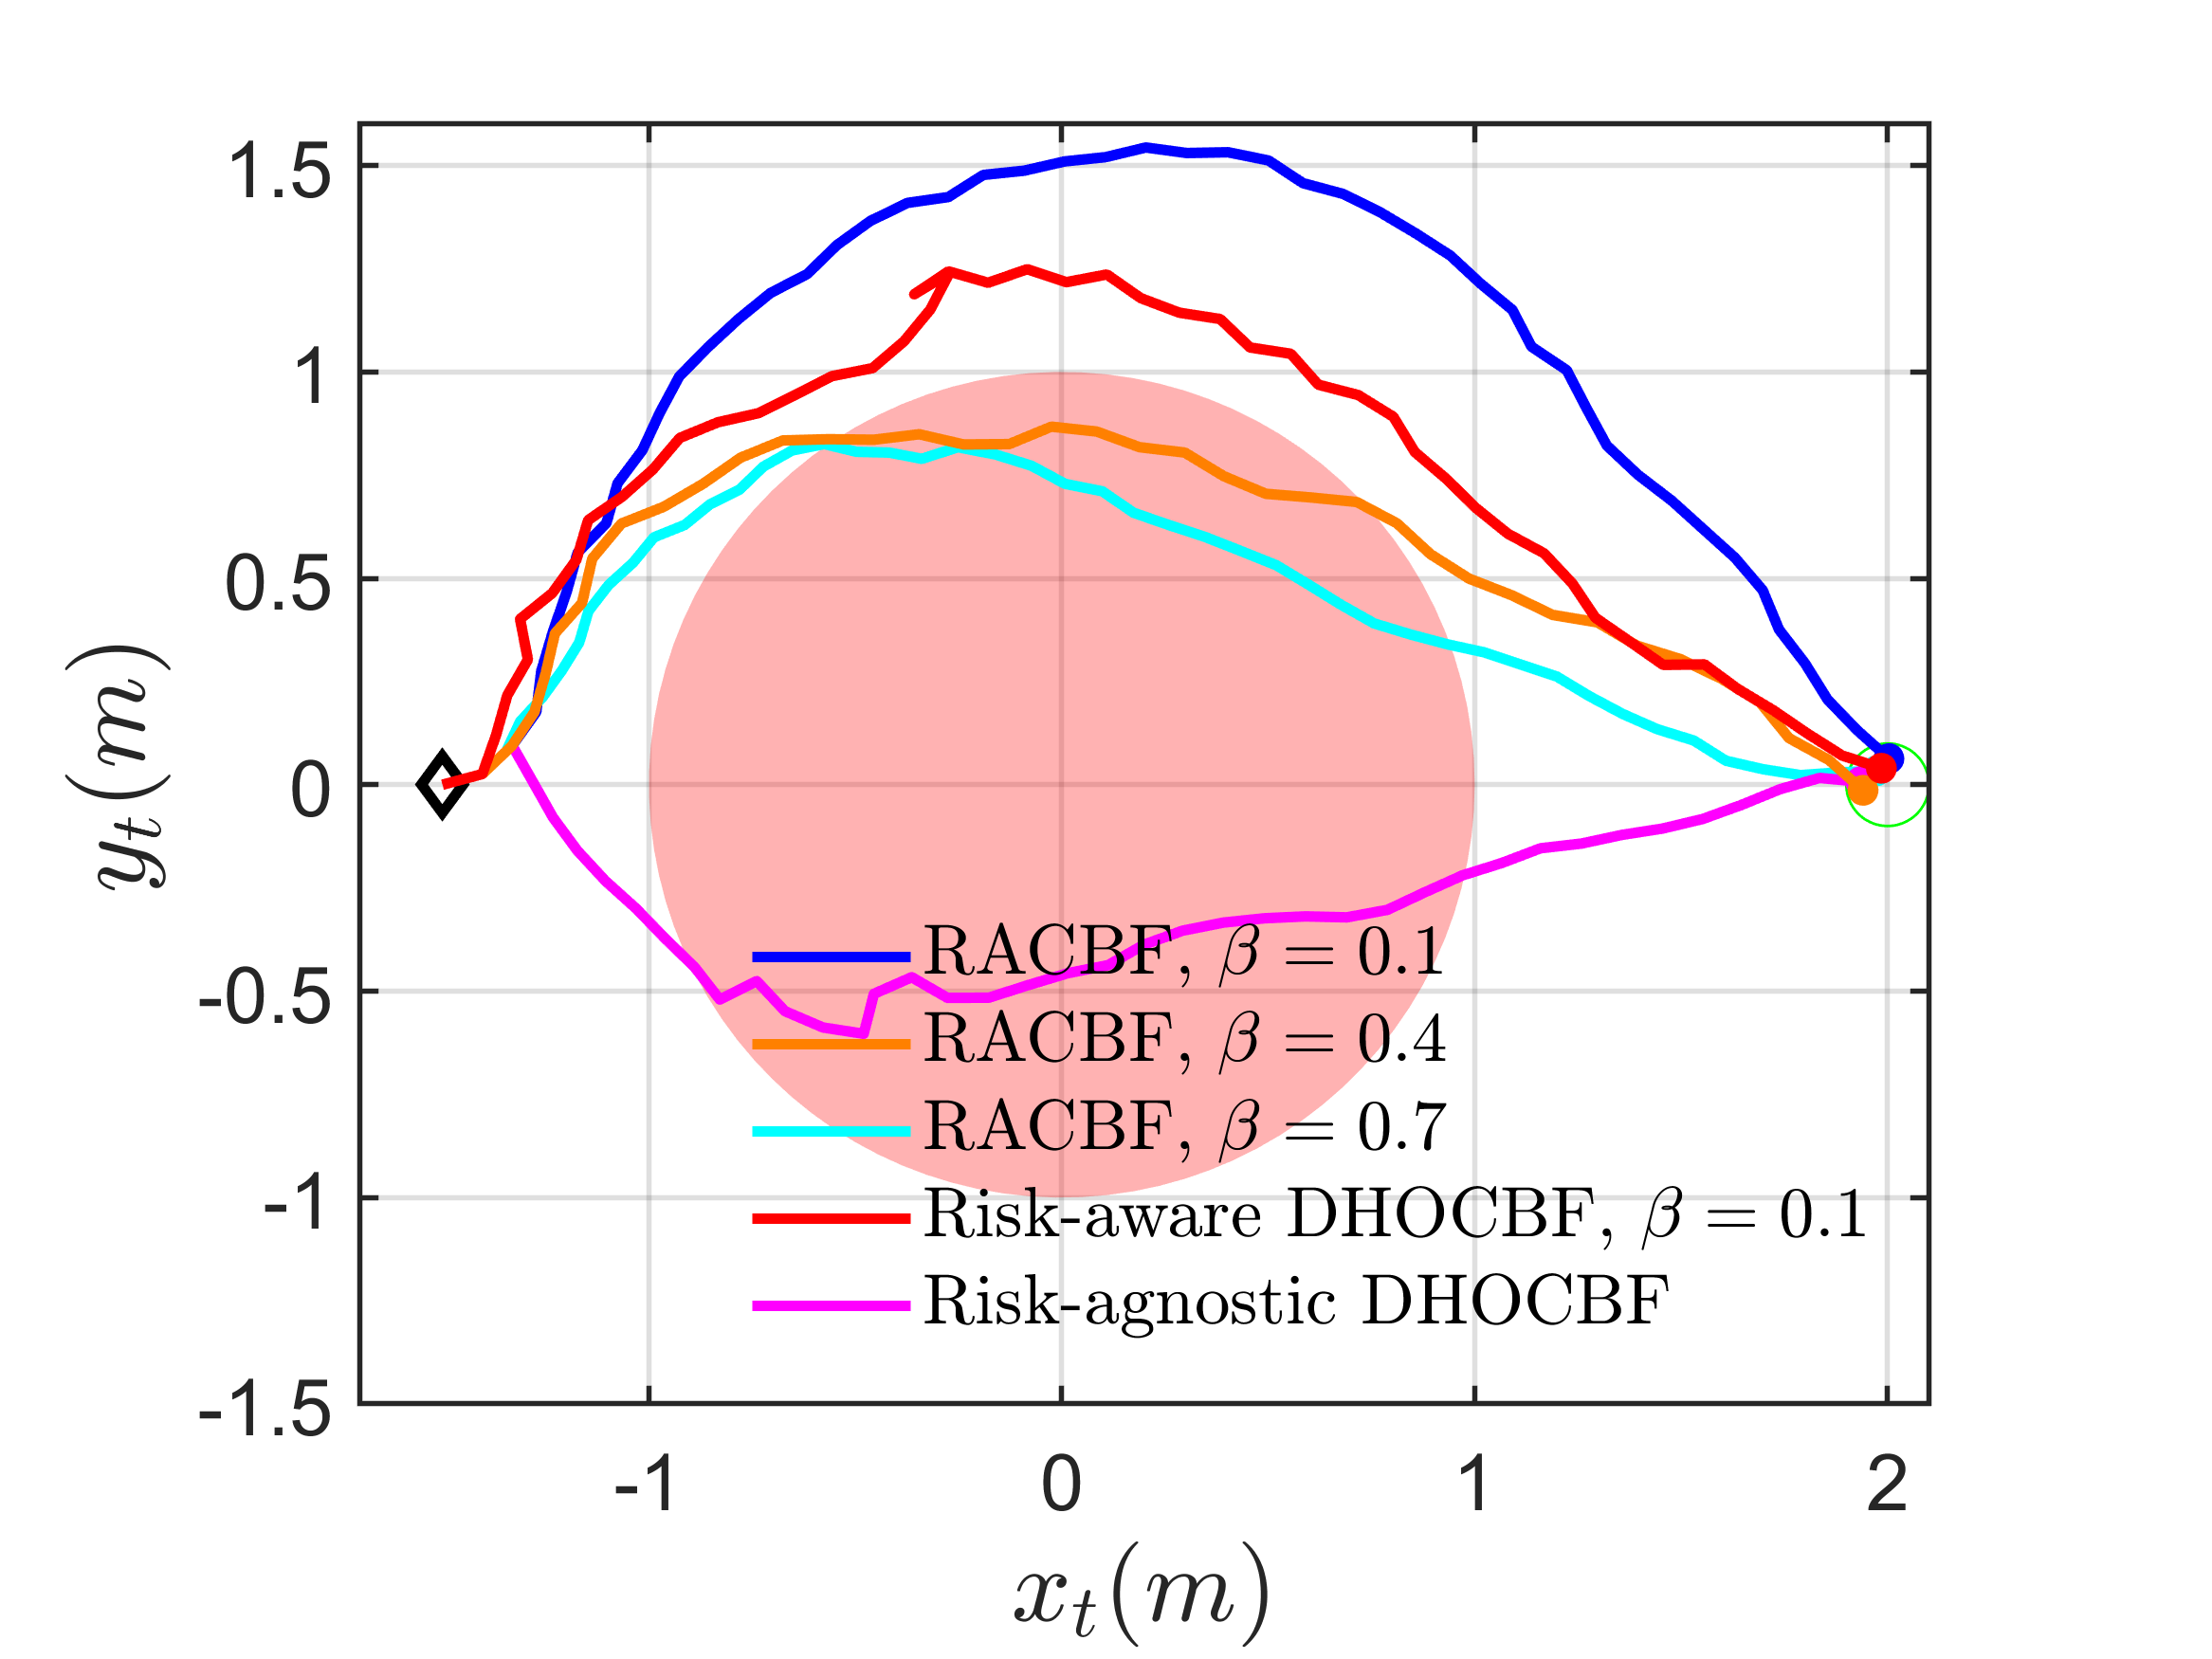 1.5
1
0.5
0
-0.5
-1
-1.5
y_t(m)
RACBF, β = 0.1
RACBF, β = 0.4
RACBF, β = 0.7
Risk-aware DHOCBF, β = 0.1
Risk-agnostic DHOCBF
-1 0 1 2
x_t(m)